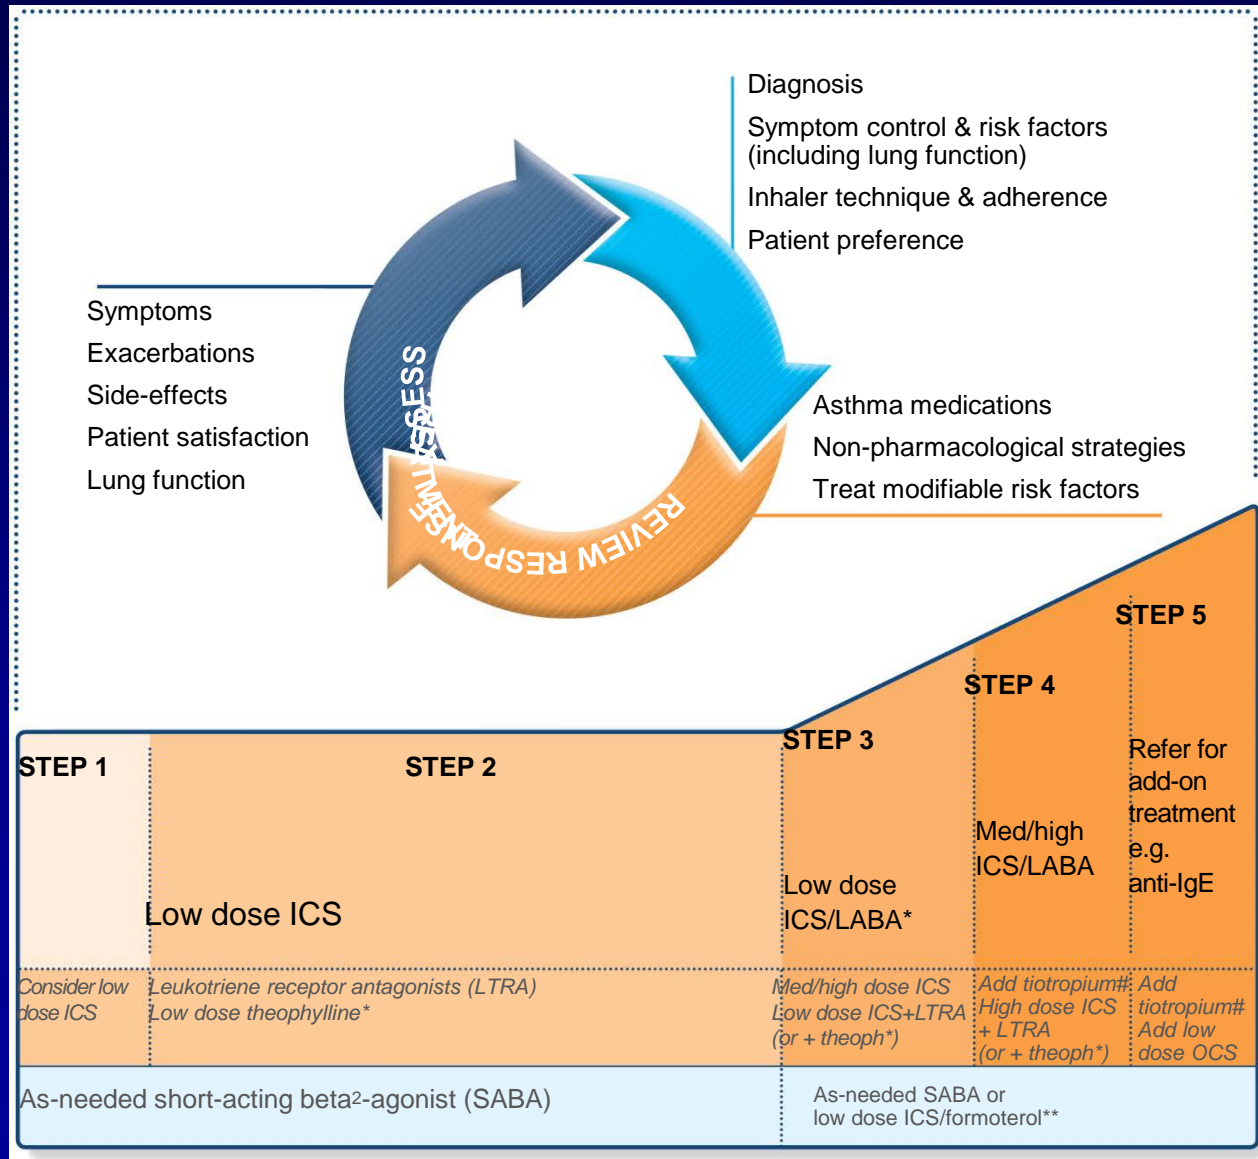 Diagnosis
Symptom control & risk factors
(including lung function)
Inhaler technique & adherence
Patient preference
Symptoms
Exacerbations
Side-effects
Patient satisfaction
Lung function
Asthma medications
Non-pharmacological strategies
Treat modifiable risk factors
ASSESS
REVIEW RESPONSE
STEP 1
STEP 2
STEP 3
STEP 4
STEP 5
Low dose ICS
Low dose
ICS/LABA*
Med/high
ICS/LABA
Refer for
add-on
treatment
e.g.
anti-IgE
Consider low
dose ICS
Leukotriene receptor antagonists (LTRA)
Low dose theophylline*
Med/high dose ICS
Low dose ICS+LTRA
(or + theoph*)
Add tiotropium#
High dose ICS
+ LTRA
(or + theoph*)
Add
tiotropium#
Add low
dose OCS
As-needed short-acting beta2-agonist (SABA)
As-needed SABA or
low dose ICS/formoterol**